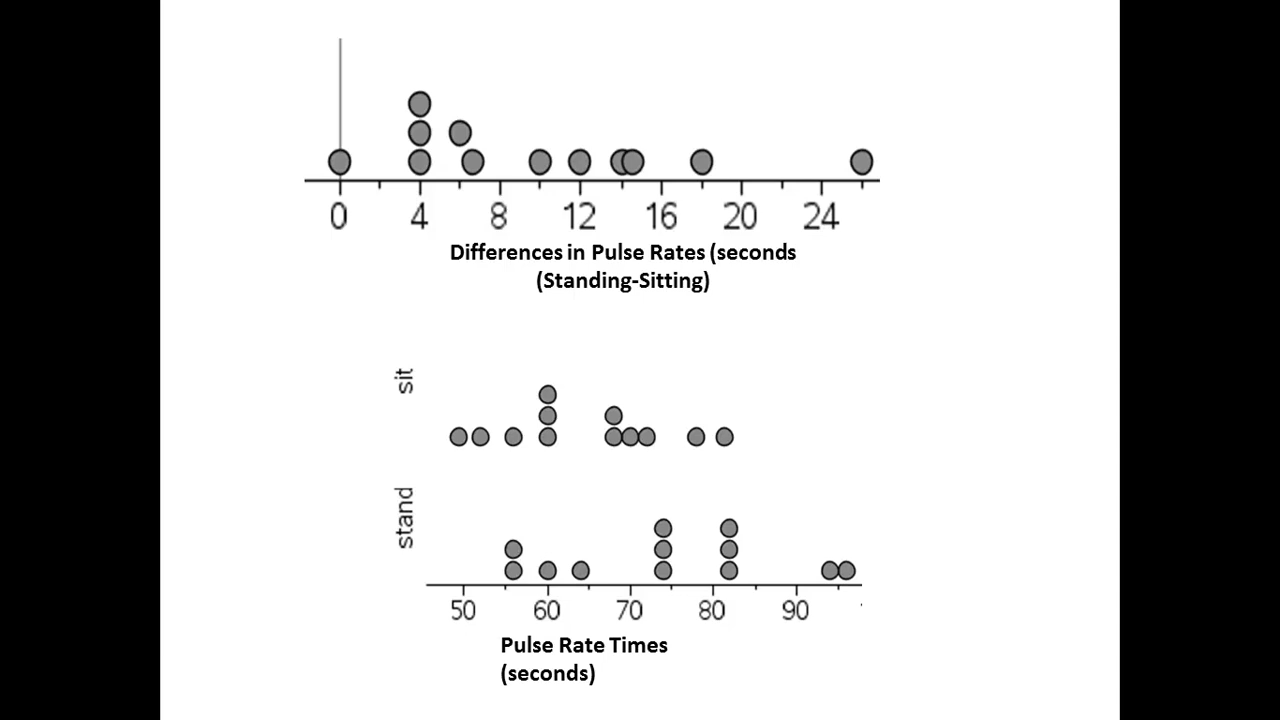 0 4 8 12 16 20 24
Differences in Pulse Rates (seconds
(Standing-Sitting)
sit
stand
50 60 70 80 90
Pulse Rate Times
(seconds)